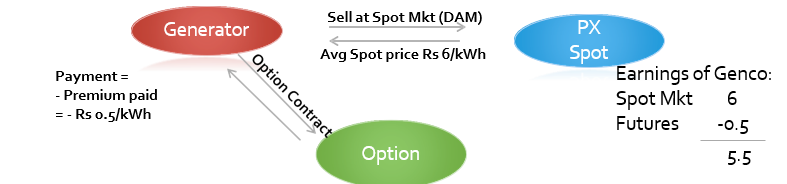 Generator
Sell at Spot Mkt (DAM)
Avg Spot price Rs 6/kWh
PX
Spot
Payment =
- Premium paid
= - Rs 0.5/kWh
Option Contract
Option
Earnings of Genco:
Spot Mkt 6
Futures -0.5
5.5